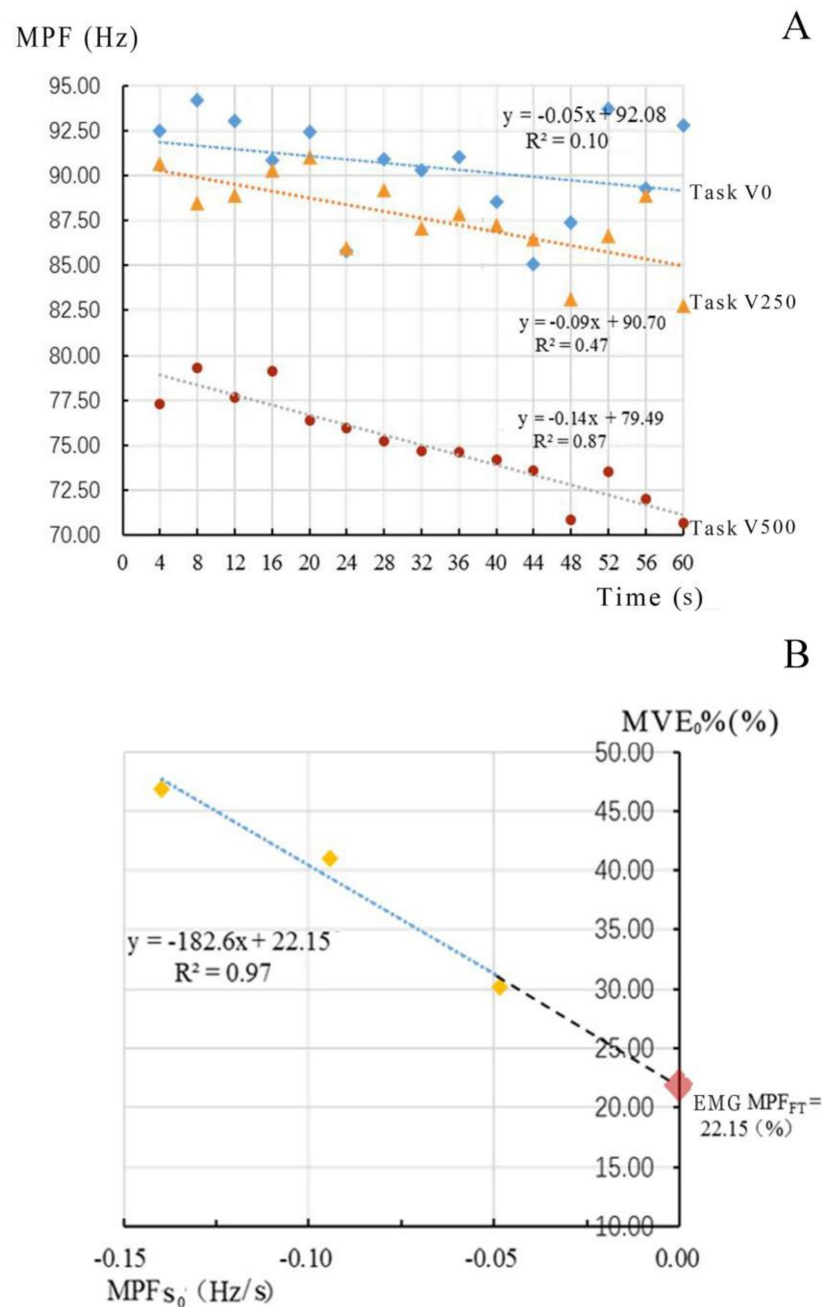 A
MPF (Hz)
95.00
92.50
90.00
87.50
85.00
82.50
80.00
77.50
75.00
72.50
70.00
y = -0.05x + 92.08
R² = 0.10
Task V0
Task V250
y = -0.09x + 90.70
R² = 0.47
y = -0.14x + 79.49
R² = 0.87
Task V500
0 4 8 12 16 20 24 28 32 36 40 44 48 52 56 60
Time (s)
B
MVE₀%(%)
50.00
45.00
40.00
35.00
30.00
25.00
20.00
15.00
10.00
y = -182.6x + 22.15
R² = 0.97
EMG MPF_FT =
22.15 (%)
-0.15 -0.10 -0.05 0.00
MPFs₀ (Hz/s)